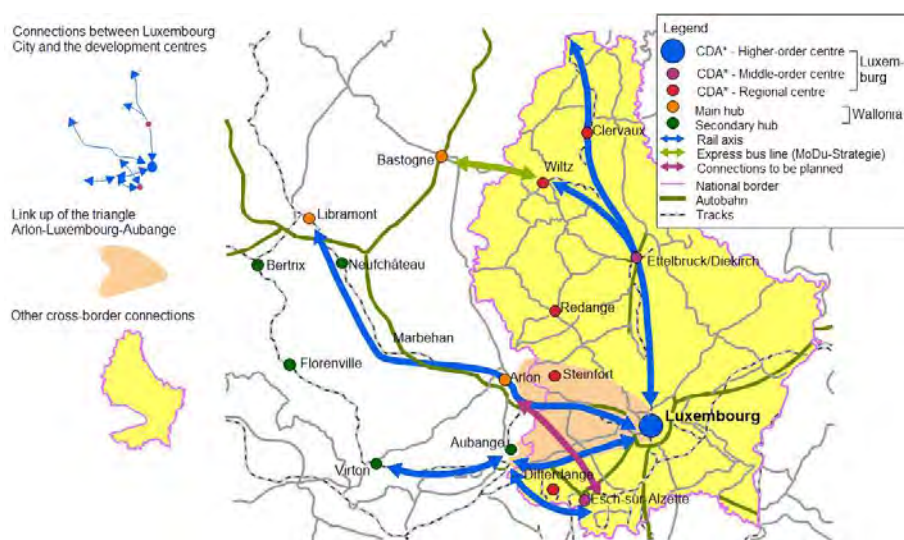 Connections between Luxembourg
City and the development centres
Link up of the triangle
Arlon-Luxembourg-Aubange
Other cross-border connections
Legend
CDA* - Higher-order centre
CDA* - Middle-order centre
CDA* - Regional centre
Luxem-
burg
Main hub
Secondary hub
Wallonia
Rail axis
Express bus line (MoDu-Strategie)
Connections to be planned
National border
Autobahn
Tracks
Clervaux
Bastogne
Wiltz
Libramont
Bertrix
Neufchâteau
Ettelbruck/Diekirch
Redange
Marbehan
Florenville
Arlon
Steinfort
Luxembourg
Aubange
Virton
Differdange
Esch-sur-Alzette